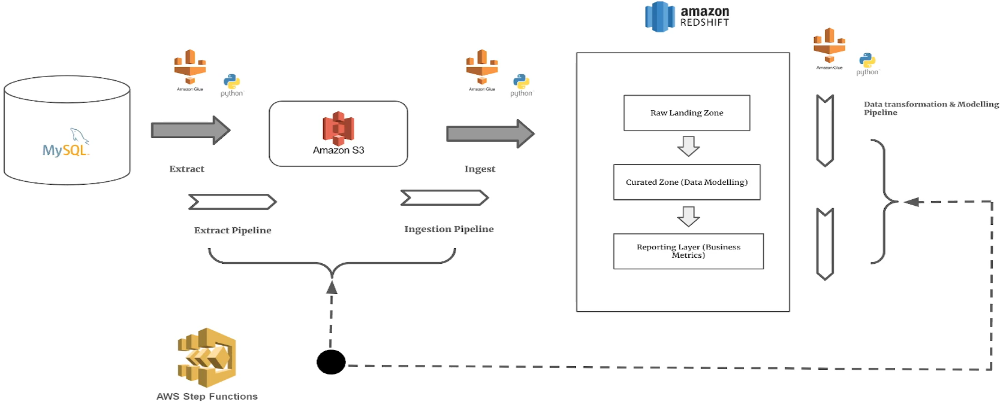 amazon
REDSHIFT
Amazon Glue
python
Amazon Glue
python
Amazon Glue
python
MySQL
Amazon S3
Extract
Ingest
Extract Pipeline
Ingestion Pipeline
Raw Landing Zone
Curated Zone (Data Modelling)
Reporting Layer (Business
Metrics)
Data transformation & Modelling
Pipeline
AWS Step Functions